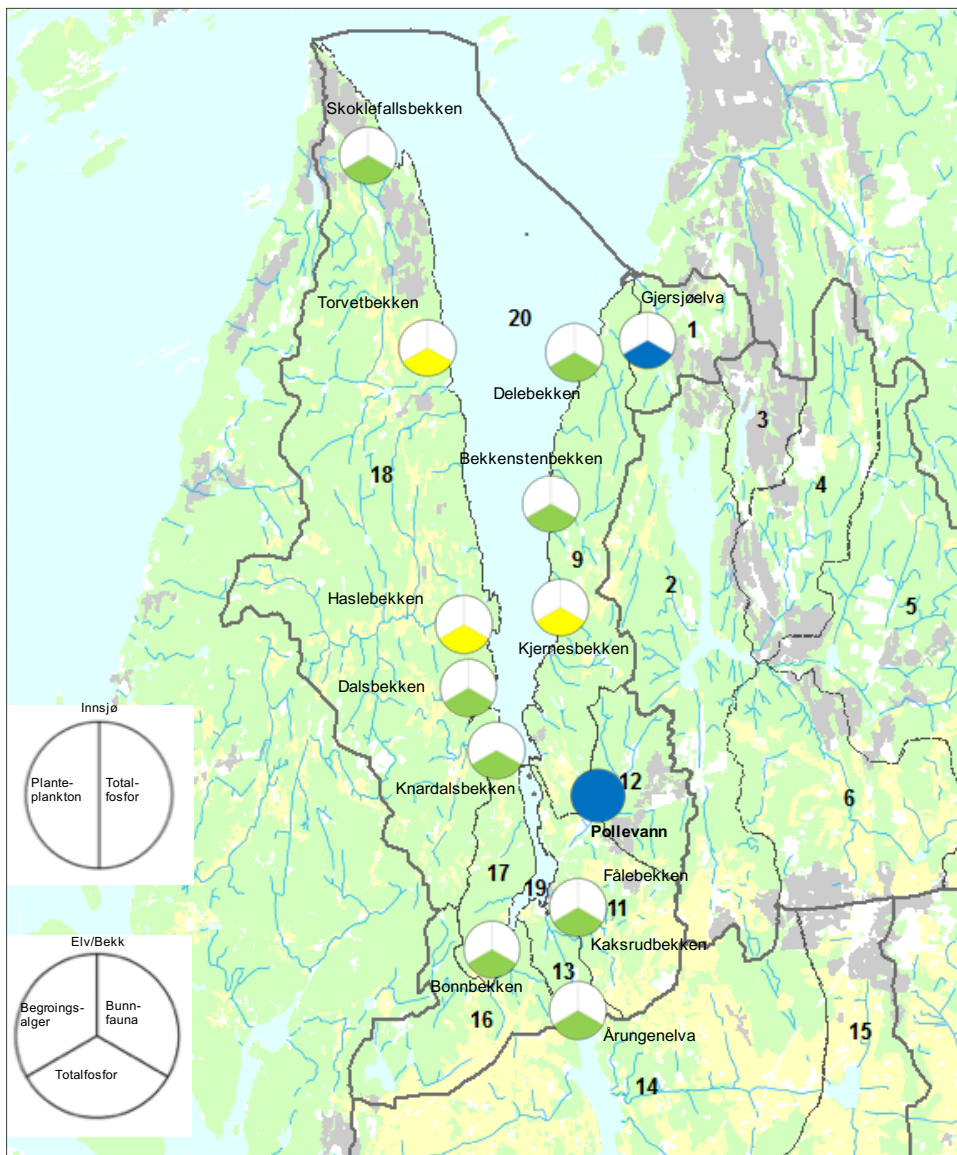 Skoklefallsbekken
Torvetbekken
20
Gjersjøelva
1
Delebekken
3
Bekkenstenbekken
18
4
9
2
5
Haslebekken
Kjernesbekken
Dalsbekken
Innsjø
Plante-
plankton
Total-
fosfor
Knardalsbekken
12
6
Pollevann
17
19
Fålebekken
11
Kaksrudbekken
Elv/Bekk
Begroings-
alger
Bunn-
fauna
Totalfosfor
13
Bonnbekken
16
Årungenelva
15
14